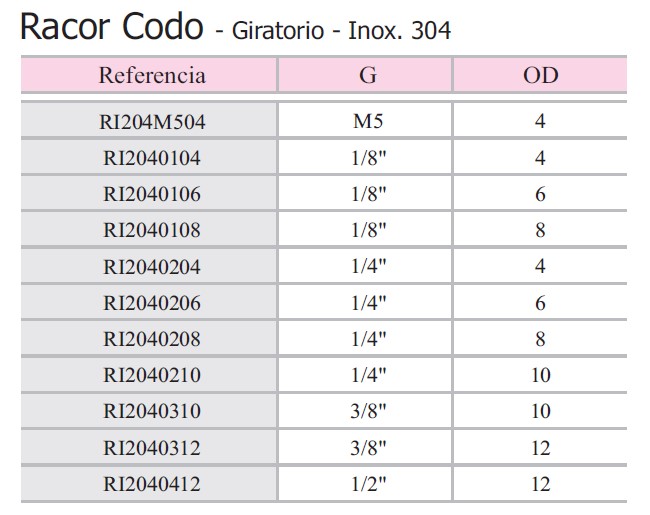 Racor Codo - Giratorio - Inox. 304
Referencia G OD
RI204M504 M5 4
RI2040104 1/8" 4
RI2040106 1/8" 6
RI2040108 1/8" 8
RI2040204 1/4" 4
RI2040206 1/4" 6
RI2040208 1/4" 8
RI2040210 1/4" 10
RI2040310 3/8" 10
RI2040312 3/8" 12
RI2040412 1/2" 12